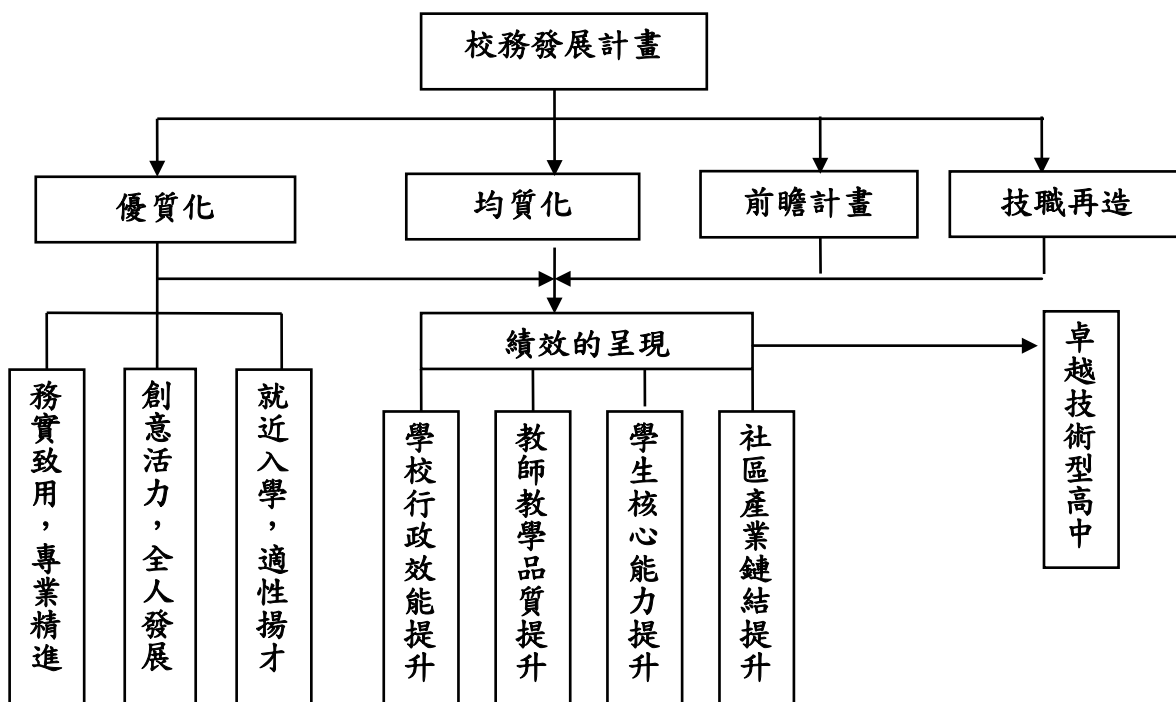 校務發展計畫
優質化
均質化
前瞻計畫
技職再造
績效的呈現
務實致用，專業精進
創意活力，全人發展
就近入學，適性揚才
學校行政效能提升
教師教學品質提升
學生核心能力提升
社區產業鏈結提升
卓越技術型高中